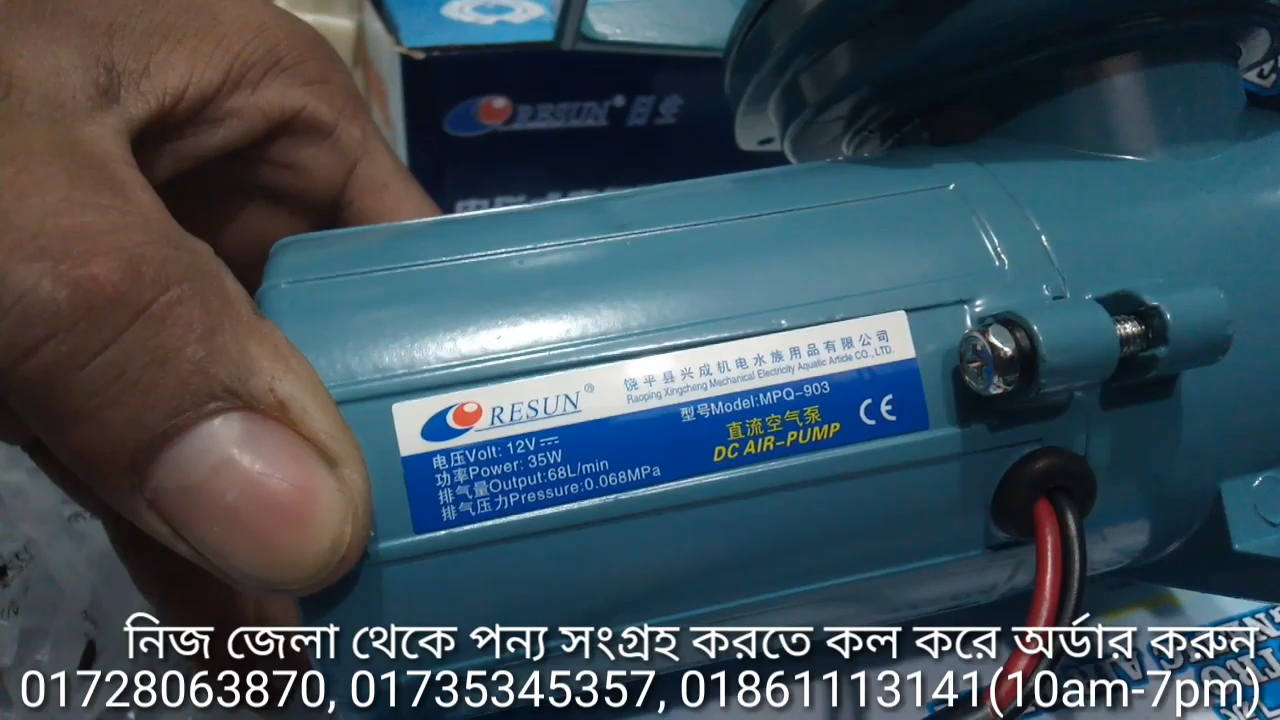 RESUN® 日生
RESUN®
饶平县兴成机电水族用品有限公司
Raoping Xingcheng Mechanical Electricity Aquatic Article CO., LTD.
型号Model:MPQ-903
电压Volt: 12V
功率Power: 35W
排气量Output:68L/min
排气压力Pressure:0.068MPa
直流空气泵
DC AIR-PUMP
CE
নিজ জেলা থেকে পন্য সংগ্রহ করতে কল করে অর্ডার করুন
01728063870, 01735345357, 01861113141(10am-7pm)